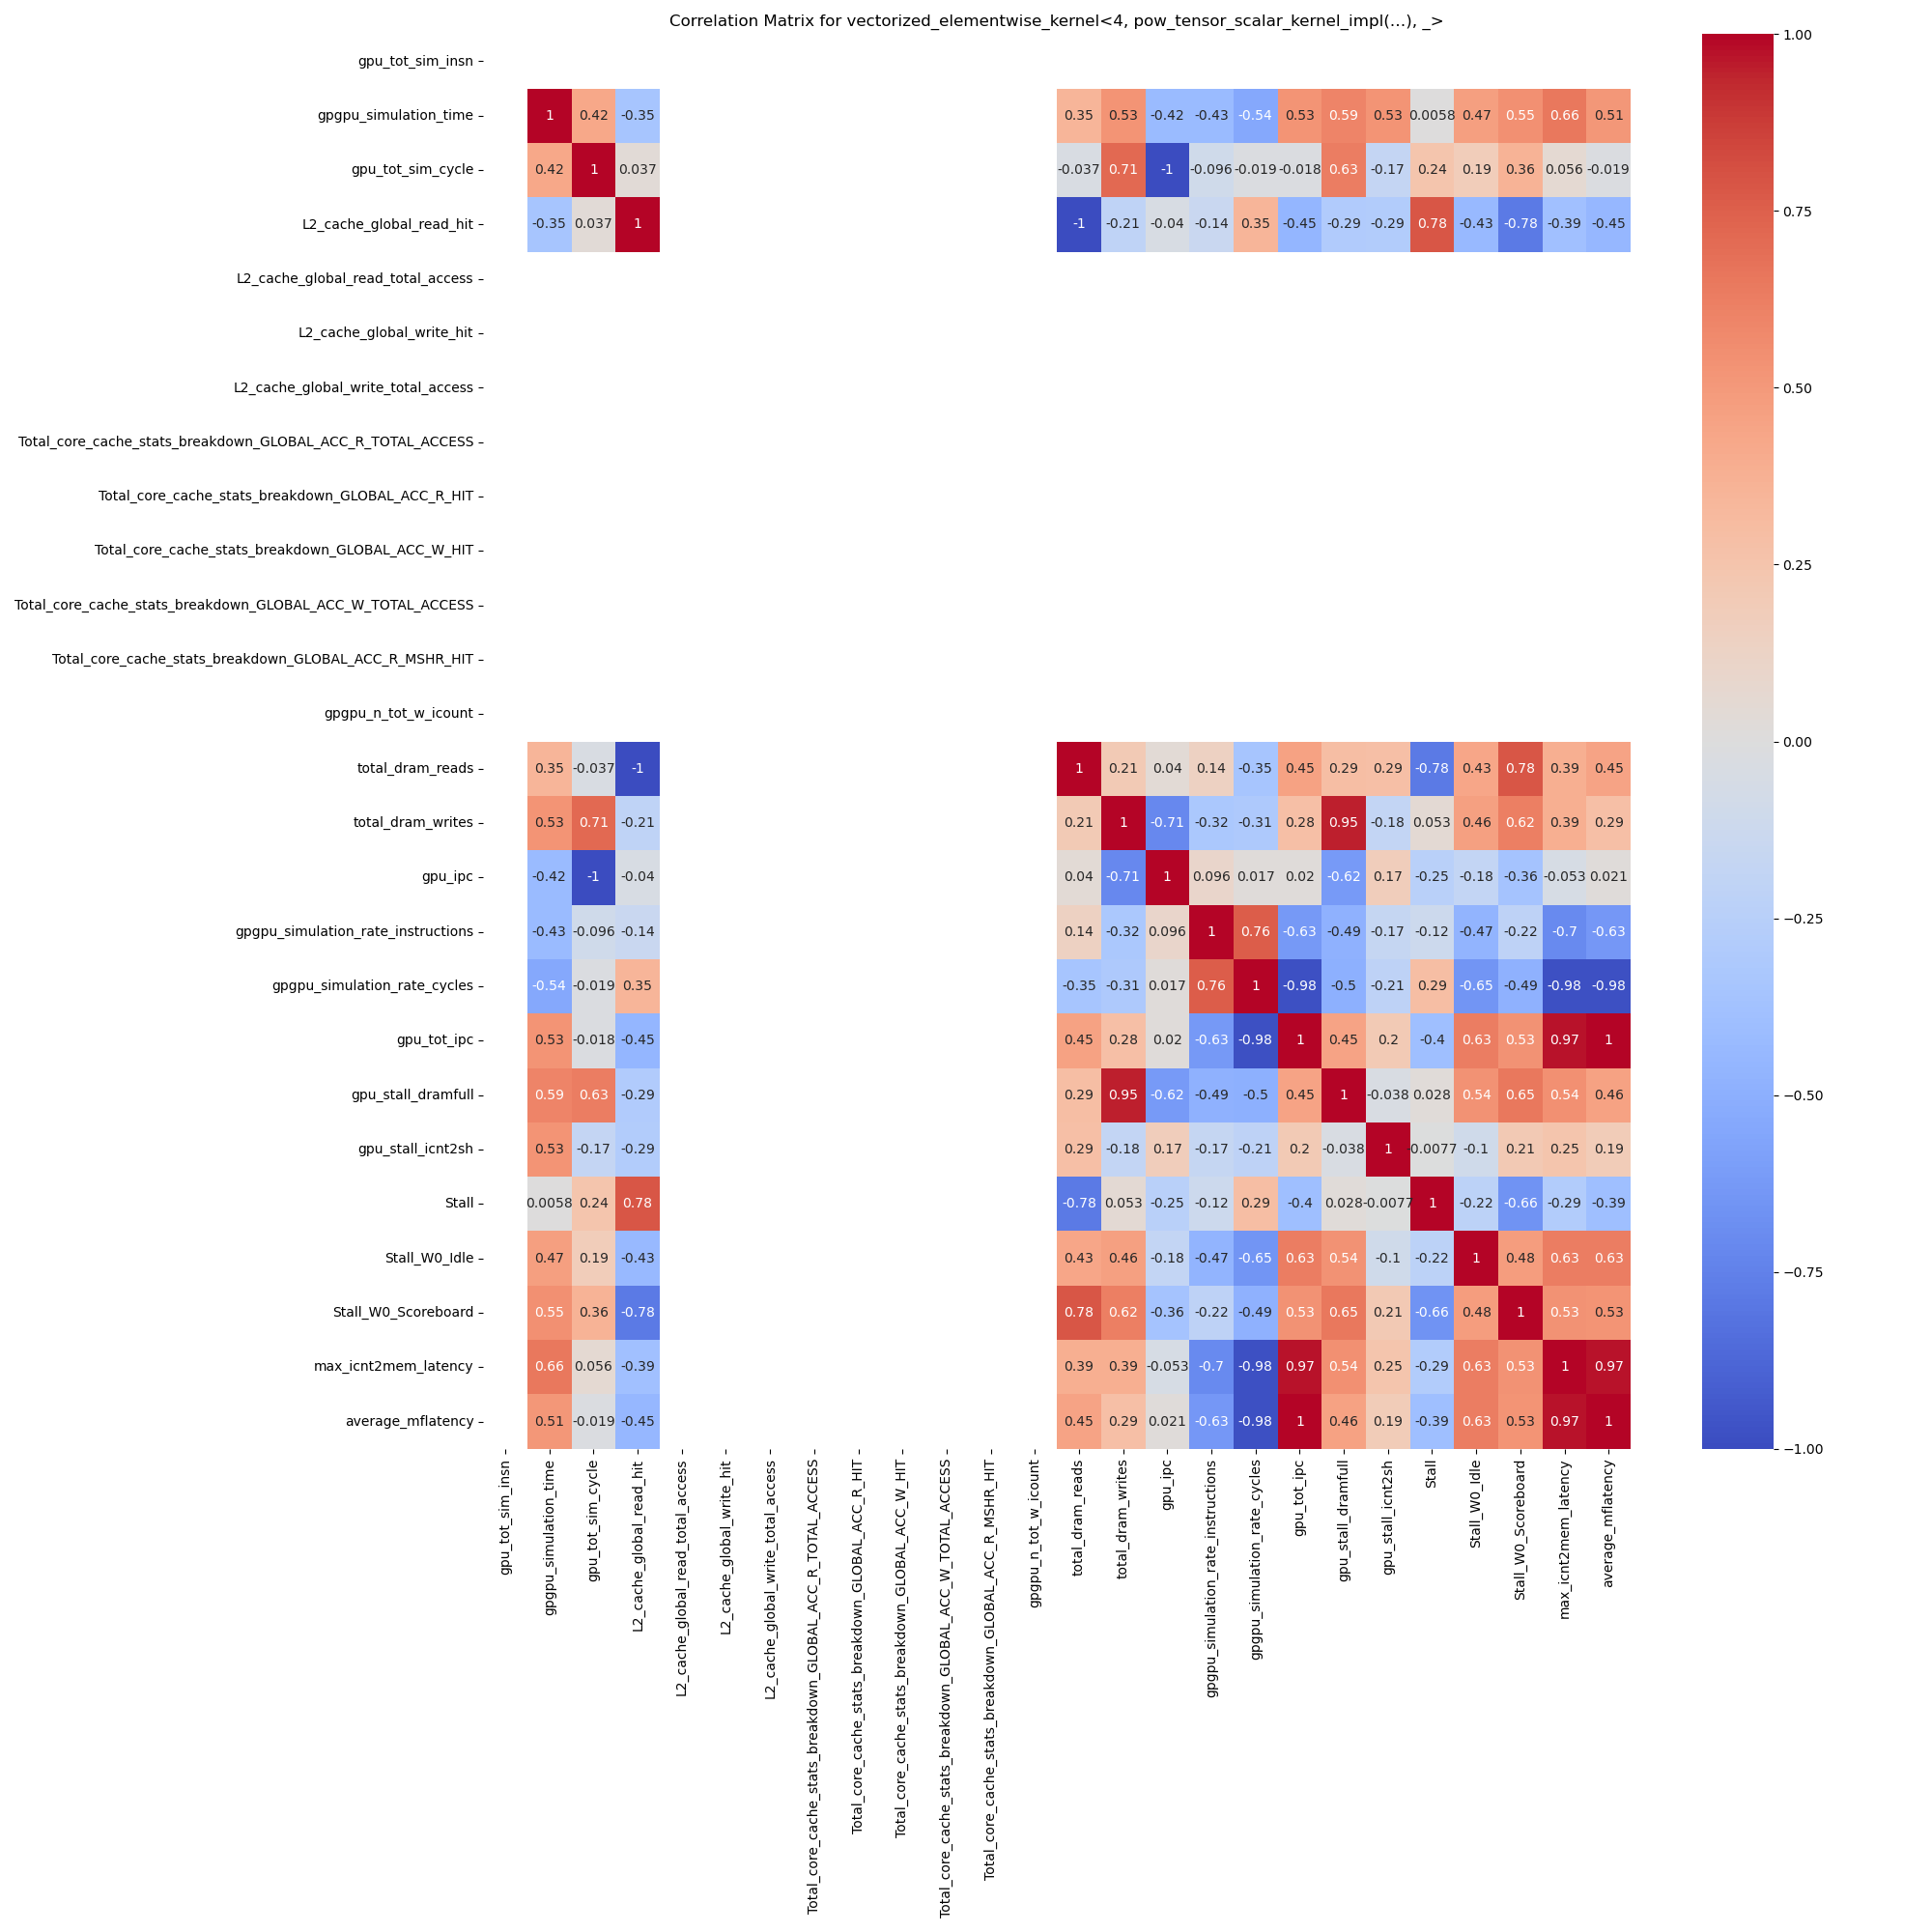 Correlation Matrix for vectorized_elementwise_kernel<4, pow_tensor_scalar_kernel_impl(...), _>
gpu_tot_sim_insn
gpgpu_simulation_time 1 0.42 -0.35 0.35 0.53 -0.42 -0.43 -0.54 0.53 0.59 0.53 0.0058 0.47 0.55 0.66 0.51
gpu_tot_sim_cycle 0.42 1 0.037 -0.037 0.71 -1 -0.096 -0.019 -0.018 0.63 -0.17 0.24 0.19 0.36 0.056 -0.019
L2_cache_global_read_hit -0.35 0.037 1 -1 -0.21 -0.04 -0.14 0.35 -0.45 -0.29 -0.29 0.78 -0.43 -0.78 -0.39 -0.45
L2_cache_global_read_total_access
L2_cache_global_write_hit
L2_cache_global_write_total_access
Total_core_cache_stats_breakdown_GLOBAL_ACC_R_TOTAL_ACCESS
Total_core_cache_stats_breakdown_GLOBAL_ACC_R_HIT
Total_core_cache_stats_breakdown_GLOBAL_ACC_W_HIT
Total_core_cache_stats_breakdown_GLOBAL_ACC_W_TOTAL_ACCESS
Total_core_cache_stats_breakdown_GLOBAL_ACC_R_MSHR_HIT
gpgpu_n_tot_w_icount
total_dram_reads 0.35 -0.037 -1 1 0.21 0.04 0.14 -0.35 0.45 0.29 0.29 -0.78 0.43 0.78 0.39 0.45
total_dram_writes 0.53 0.71 -0.21 0.21 1 -0.71 -0.32 -0.31 0.28 0.95 -0.18 0.053 0.46 0.62 0.39 0.29
gpu_ipc -0.42 -1 -0.04 0.04 -0.71 1 0.096 0.017 0.02 -0.62 0.17 -0.25 -0.18 -0.36 -0.053 0.021
gpgpu_simulation_rate_instructions -0.43 -0.096 -0.14 0.14 -0.32 0.096 1 0.76 -0.63 -0.49 -0.17 -0.12 -0.47 -0.22 -0.7 -0.63
gpgpu_simulation_rate_cycles -0.54 -0.019 0.35 -0.35 -0.31 0.017 0.76 1 -0.98 -0.5 -0.21 0.29 -0.65 -0.49 -0.98 -0.98
gpu_tot_ipc 0.53 -0.018 -0.45 0.45 0.28 0.02 -0.63 -0.98 1 0.45 0.2 -0.4 0.63 0.53 0.97 1
gpu_stall_dramfull 0.59 0.63 -0.29 0.29 0.95 -0.62 -0.49 -0.5 0.45 1 -0.038 0.028 0.54 0.65 0.54 0.46
gpu_stall_icnt2sh 0.53 -0.17 -0.29 0.29 -0.18 0.17 -0.17 -0.21 0.2 -0.038 1 -0.0077 -0.1 0.21 0.25 0.19
Stall 0.0058 0.24 0.78 -0.78 0.053 -0.25 -0.12 0.29 -0.4 0.028 -0.0077 1 -0.22 -0.66 -0.29 -0.39
Stall_W0_Idle 0.47 0.19 -0.43 0.43 0.46 -0.18 -0.47 -0.65 0.63 0.54 -0.1 -0.22 1 0.48 0.63 0.63
Stall_W0_Scoreboard 0.55 0.36 -0.78 0.78 0.62 -0.36 -0.22 -0.49 0.53 0.65 0.21 -0.66 0.48 1 0.53 0.53
max_icnt2mem_latency 0.66 0.056 -0.39 0.39 0.39 -0.053 -0.7 -0.98 0.97 0.54 0.25 -0.29 0.63 0.53 1 0.97
average_mflatency 0.51 -0.019 -0.45 0.45 0.29 0.021 -0.63 -0.98 1 0.46 0.19 -0.39 0.63 0.53 0.97 1
gpu_tot_sim_insn
gpgpu_simulation_time
gpu_tot_sim_cycle
L2_cache_global_read_hit
L2_cache_global_read_total_access
L2_cache_global_write_hit
L2_cache_global_write_total_access
Total_core_cache_stats_breakdown_GLOBAL_ACC_R_TOTAL_ACCESS
Total_core_cache_stats_breakdown_GLOBAL_ACC_R_HIT
Total_core_cache_stats_breakdown_GLOBAL_ACC_W_HIT
Total_core_cache_stats_breakdown_GLOBAL_ACC_W_TOTAL_ACCESS
Total_core_cache_stats_breakdown_GLOBAL_ACC_R_MSHR_HIT
gpgpu_n_tot_w_icount
total_dram_reads
total_dram_writes
gpu_ipc
gpgpu_simulation_rate_instructions
gpgpu_simulation_rate_cycles
gpu_tot_ipc
gpu_stall_dramfull
gpu_stall_icnt2sh
Stall
Stall_W0_Idle
Stall_W0_Scoreboard
max_icnt2mem_latency
average_mflatency
1.00
0.75
0.50
0.25
0.00
−0.25
−0.50
−0.75
−1.00